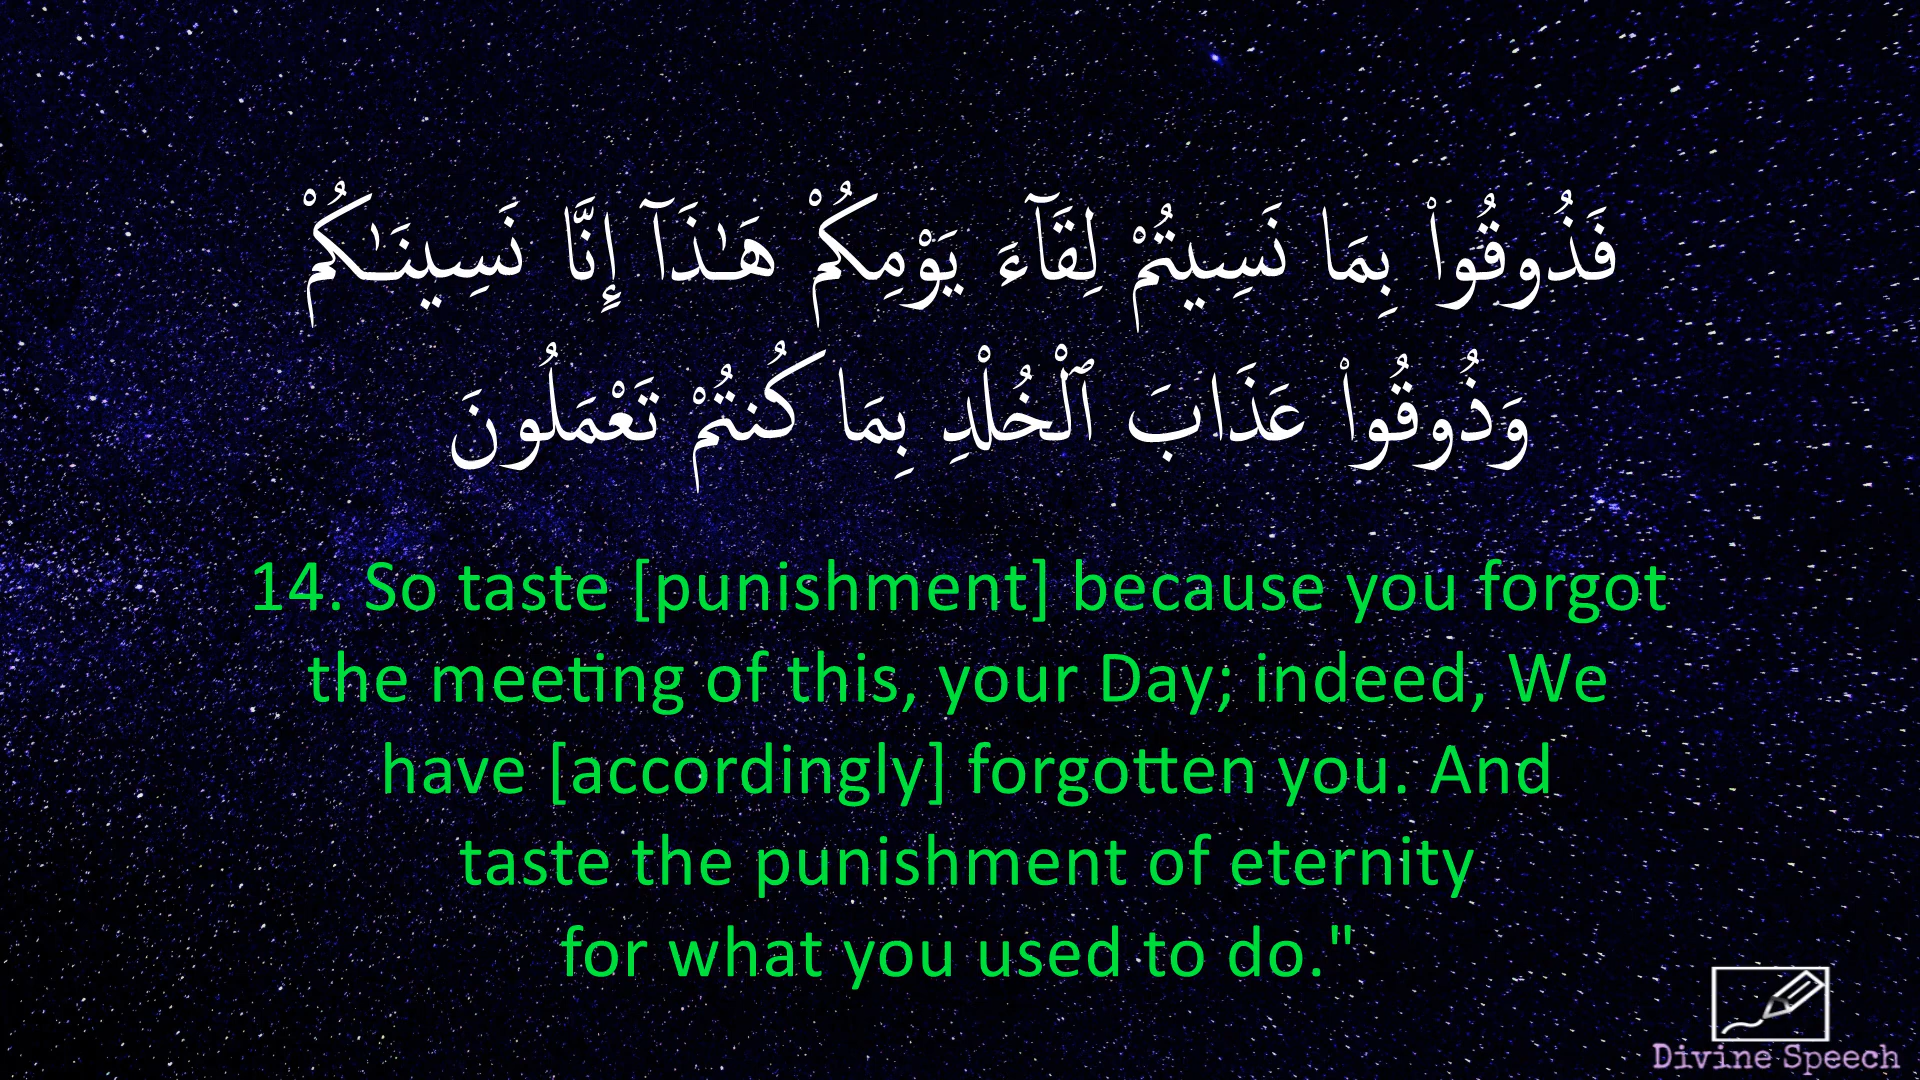 فَذُوقُوا۟ بِمَا نَسِيتُمْ لِقَآءَ يَوْمِكُمْ هَـٰذَآ إِنَّا نَسِينَـٰكُمْ
وَذُوقُوا۟ عَذَابَ ٱلْخُلْدِ بِمَا كُنتُمْ تَعْمَلُونَ
14. So taste [punishment] because you forgot
the meeting of this, your Day; indeed, We
have [accordingly] forgotten you. And
taste the punishment of eternity
for what you used to do."
Divine Speech